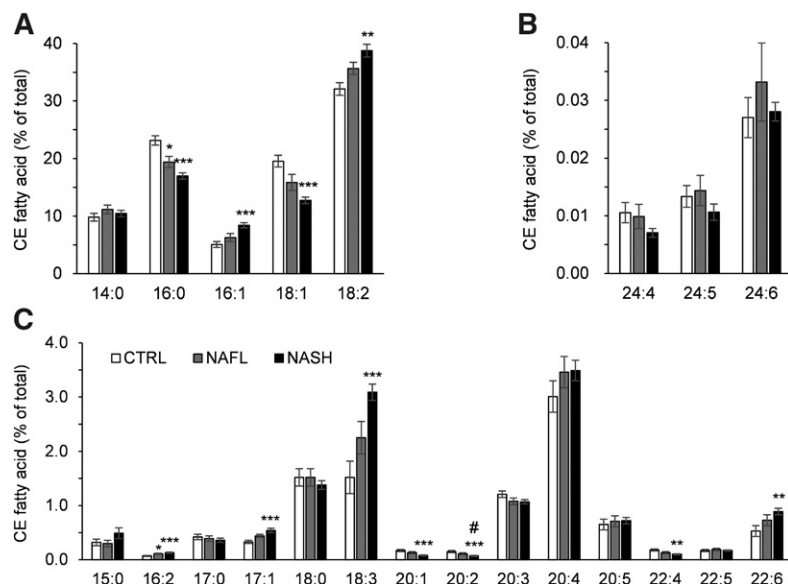 A
CE fatty acid (% of total)
40
30
20
10
0
*
***
***
***
**
14:0 16:0 16:1 18:1 18:2
B
CE fatty acid (% of total)
0.04
0.03
0.02
0.01
0.00
24:4 24:5 24:6
C
CE fatty acid (% of total)
4.0
3.0
2.0
1.0
0.0
CTRL NAFL NASH
* ***
***
***
***
#
***
**
**
15:0 16:2 17:0 17:1 18:0 18:3 20:1 20:2 20:3 20:4 20:5 22:4 22:5 22:6